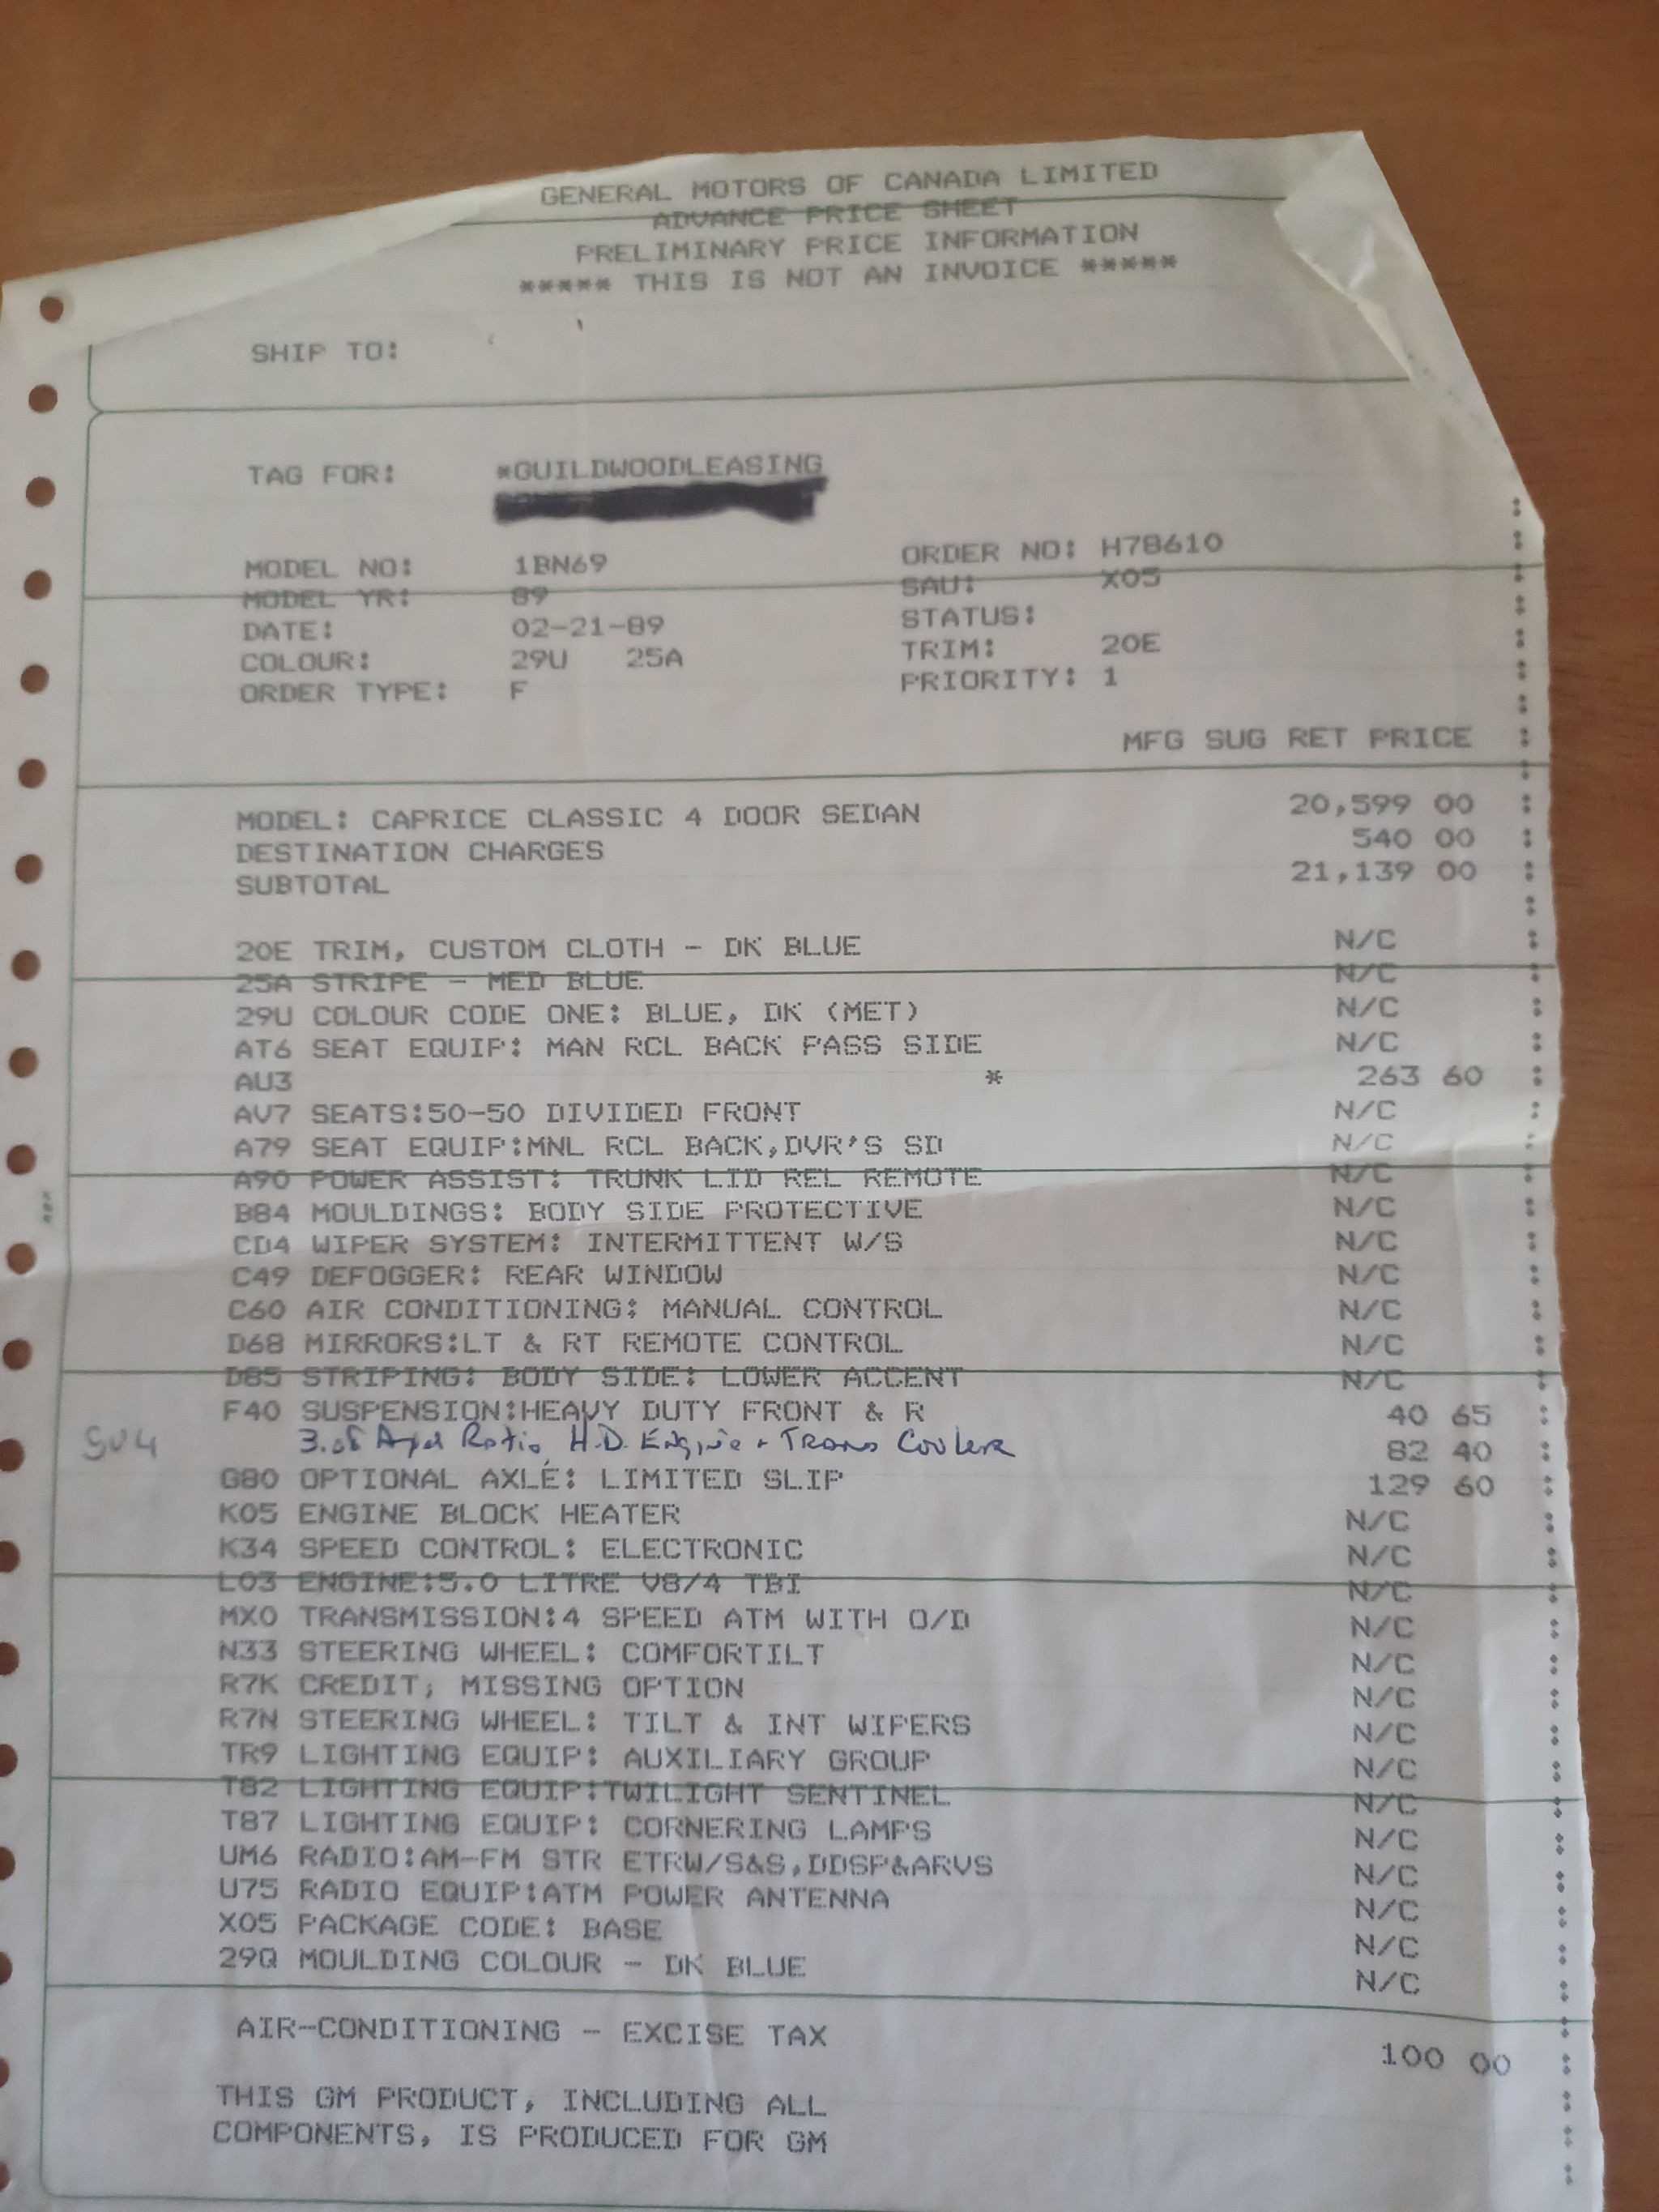 GENERAL MOTORS OF CANADA LIMITED
ADVANCE PRICE SHEET
PRELIMINARY PRICE INFORMATION
***** THIS IS NOT AN INVOICE *****
SHIP TO:
TAG FOR: *GUILDWOODLEASING
MODEL NO: 1BN69 ORDER NO: H78610
MODEL YR: 89 SAU: X05
DATE: 02-21-89 STATUS:
COLOUR: 29U 25A TRIM: 20E
ORDER TYPE: F PRIORITY: 1
MFG SUG RET PRICE
MODEL: CAPRICE CLASSIC 4 DOOR SEDAN 20,599 00
DESTINATION CHARGES 540 00
SUBTOTAL 21,139 00
20E TRIM, CUSTOM CLOTH - DK BLUE N/C
25A STRIPE - MED BLUE N/C
29U COLOUR CODE ONE: BLUE, DK (MET) N/C
AT6 SEAT EQUIP: MAN RCL BACK PASS SIDE N/C
AU3 * 263 60
AV7 SEATS:50-50 DIVIDED FRONT N/C
A79 SEAT EQUIP:MNL RCL BACK,DVR'S SD N/C
A90 POWER ASSIST: TRUNK LID REL REMOTE N/C
B84 MOULDINGS: BODY SIDE PROTECTIVE N/C
CD4 WIPER SYSTEM: INTERMITTENT W/S N/C
C49 DEFOGGER: REAR WINDOW N/C
C60 AIR CONDITIONING: MANUAL CONTROL N/C
D68 MIRRORS:LT & RT REMOTE CONTROL N/C
D85 STRIPING: BODY SIDE: LOWER ACCENT N/C
F40 SUSPENSION:HEAVY DUTY FRONT & R 40 65
3.08 Ratio, H.D. Engine + Trans Cooler 82 40
G80 OPTIONAL AXLE: LIMITED SLIP 129 60
K05 ENGINE BLOCK HEATER N/C
K34 SPEED CONTROL: ELECTRONIC N/C
L03 ENGINE:5.0 LITRE V8/4 TBI N/C
MX0 TRANSMISSION:4 SPEED ATM WITH O/D N/C
N33 STEERING WHEEL: COMFORTILT N/C
R7K CREDIT, MISSING OPTION N/C
R7N STEERING WHEEL: TILT & INT WIPERS N/C
TR9 LIGHTING EQUIP: AUXILIARY GROUP N/C
T82 LIGHTING EQUIP:TWILIGHT SENTINEL N/C
T87 LIGHTING EQUIP: CORNERING LAMPS N/C
UM6 RADIO:AM-FM STR ETRW/S&S,DDSP&ARVS N/C
U75 RADIO EQUIP:ATM POWER ANTENNA N/C
X05 PACKAGE CODE: BASE N/C
29Q MOULDING COLOUR - DK BLUE N/C
AIR-CONDITIONING - EXCISE TAX 100 00
THIS GM PRODUCT, INCLUDING ALL
COMPONENTS, IS PRODUCED FOR GM